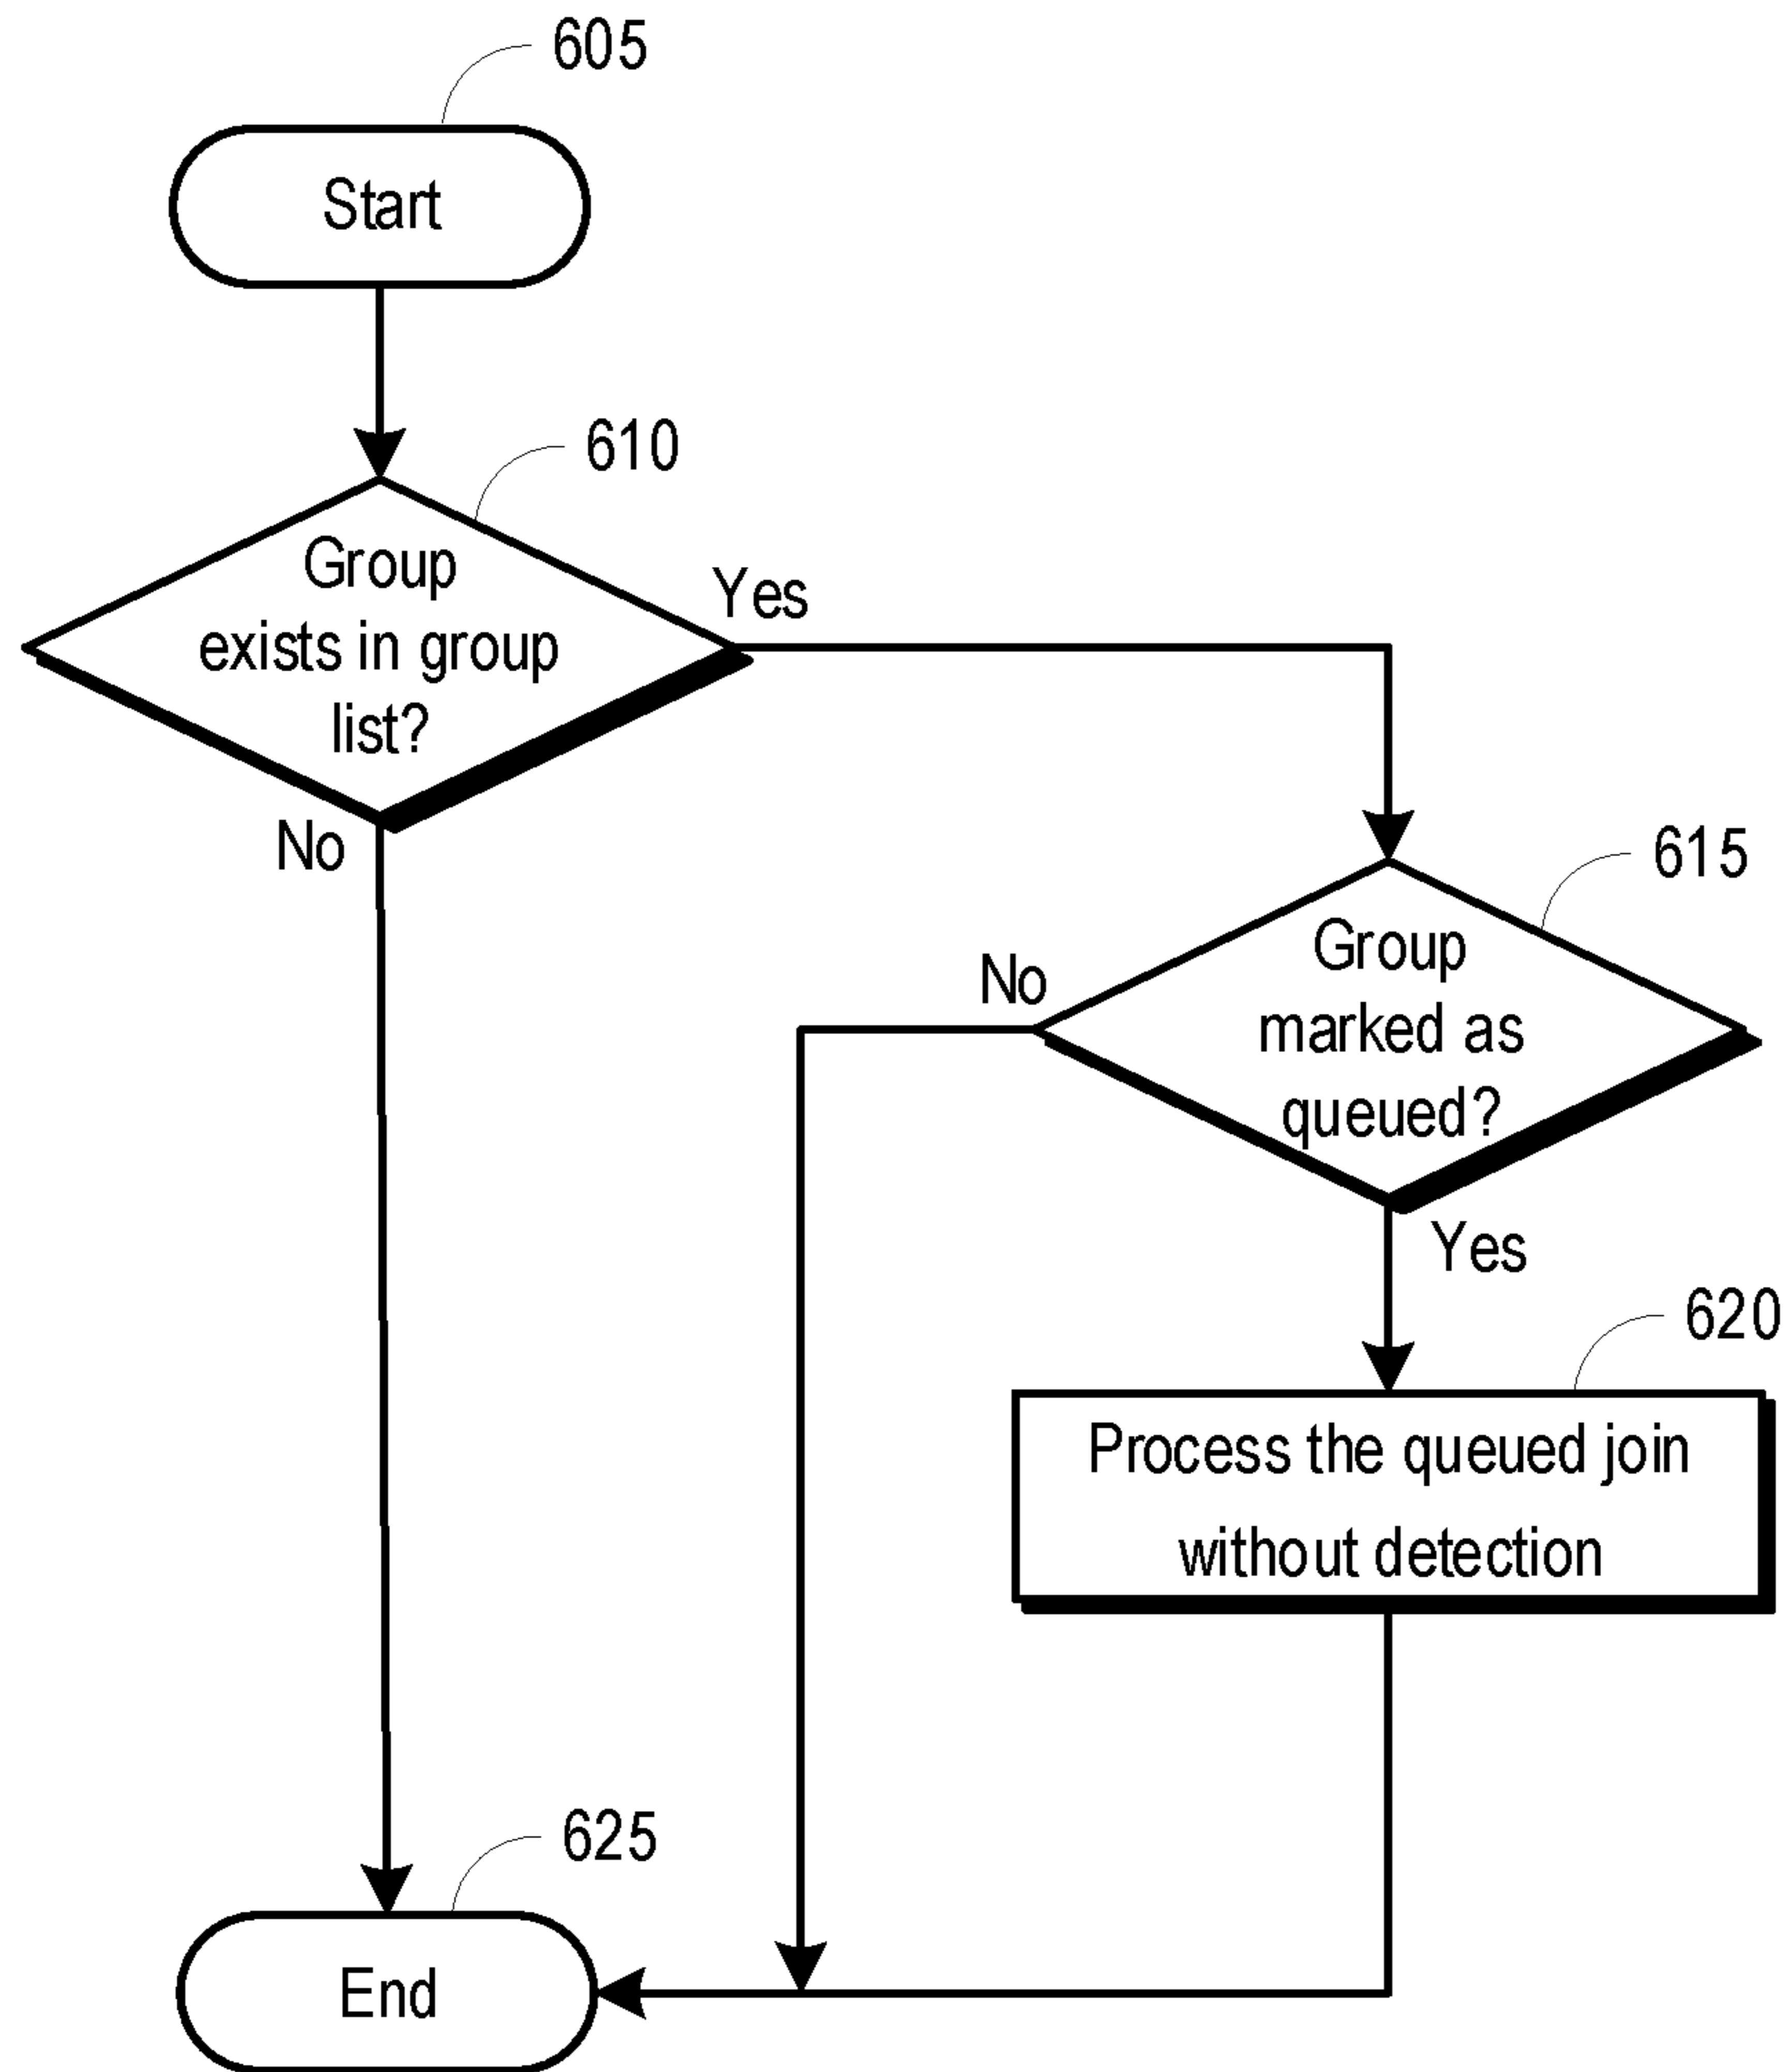 605
Start
610
Group
exists in group
list?
Yes
No
615
Group
marked as
queued?
No
Yes
620
Process the queued join
without detection
625
End